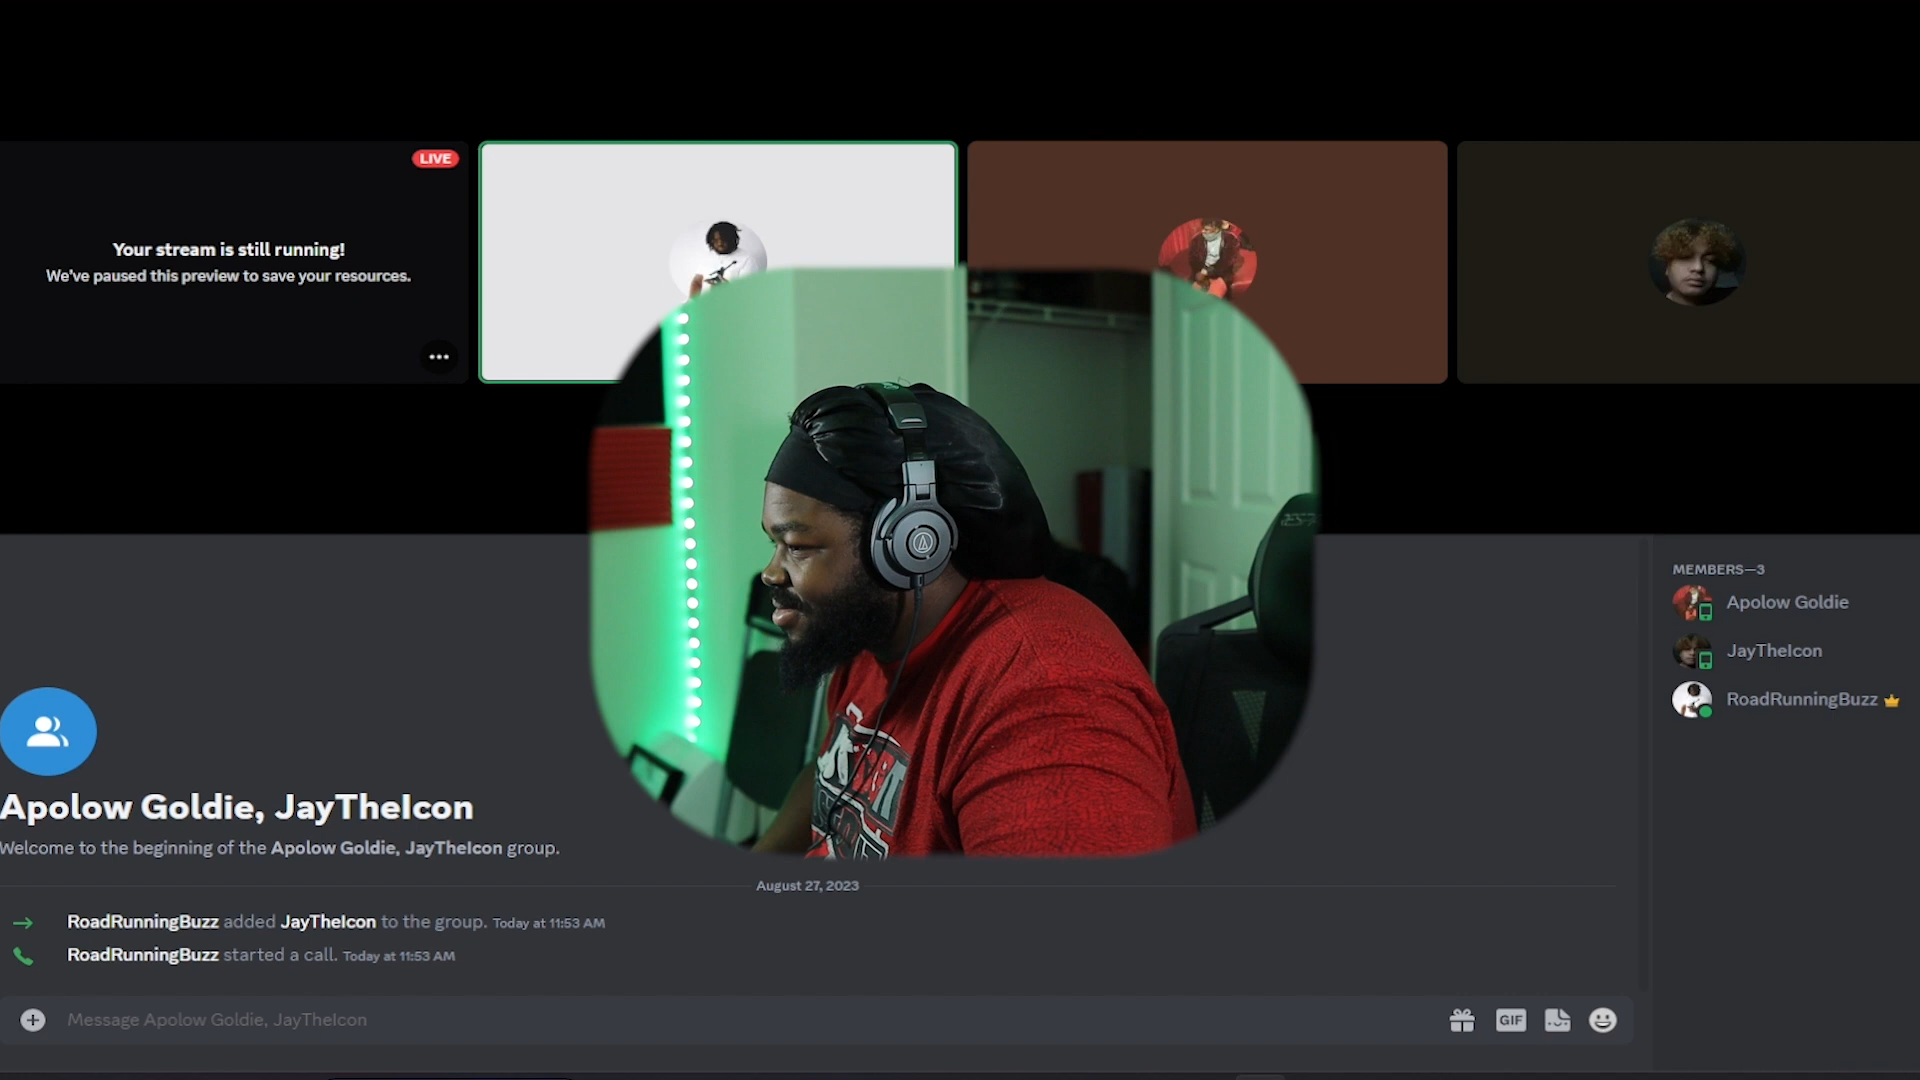 LIVE
Your stream is still running!
We've paused this preview to save your resources.
MEMBERS—3
Apolow Goldie
JayTheIcon
RoadRunningBuzz
Apolow Goldie, JayTheIcon
Welcome to the beginning of the Apolow Goldie, JayTheIcon group.
August 27, 2023
RoadRunningBuzz added JayTheIcon to the group. Today at 11:53 AM
RoadRunningBuzz started a call. Today at 11:53 AM
Message Apolow Goldie, JayTheIcon
GIF